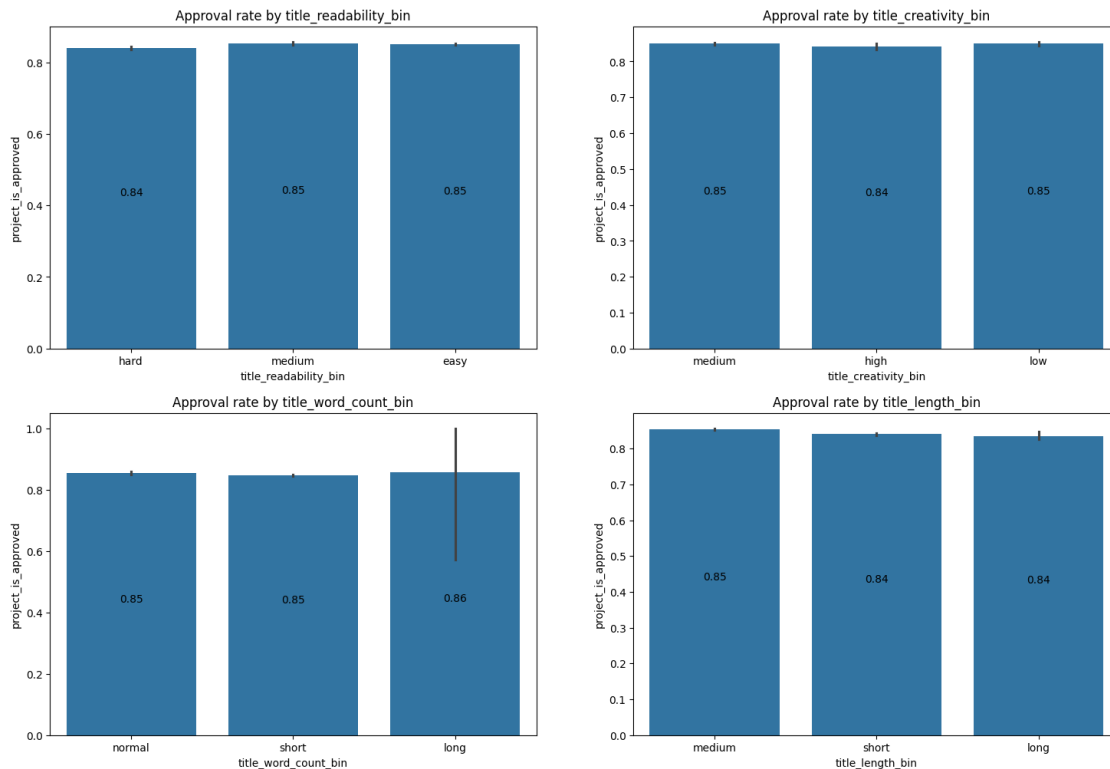 Approval rate by title_readability_bin
project_is_approved
0.8
0.6
0.4
0.2
0.0
0.84
0.85
0.85
hard
medium
easy
title_readability_bin
Approval rate by title_creativity_bin
project_is_approved
0.8
0.7
0.6
0.5
0.4
0.3
0.2
0.1
0.0
0.85
0.84
0.85
medium
high
low
title_creativity_bin
Approval rate by title_word_count_bin
project_is_approved
1.0
0.8
0.6
0.4
0.2
0.0
0.85
0.85
0.86
normal
short
long
title_word_count_bin
Approval rate by title_length_bin
project_is_approved
0.8
0.7
0.6
0.5
0.4
0.3
0.2
0.1
0.0
0.85
0.84
0.84
medium
short
long
title_length_bin